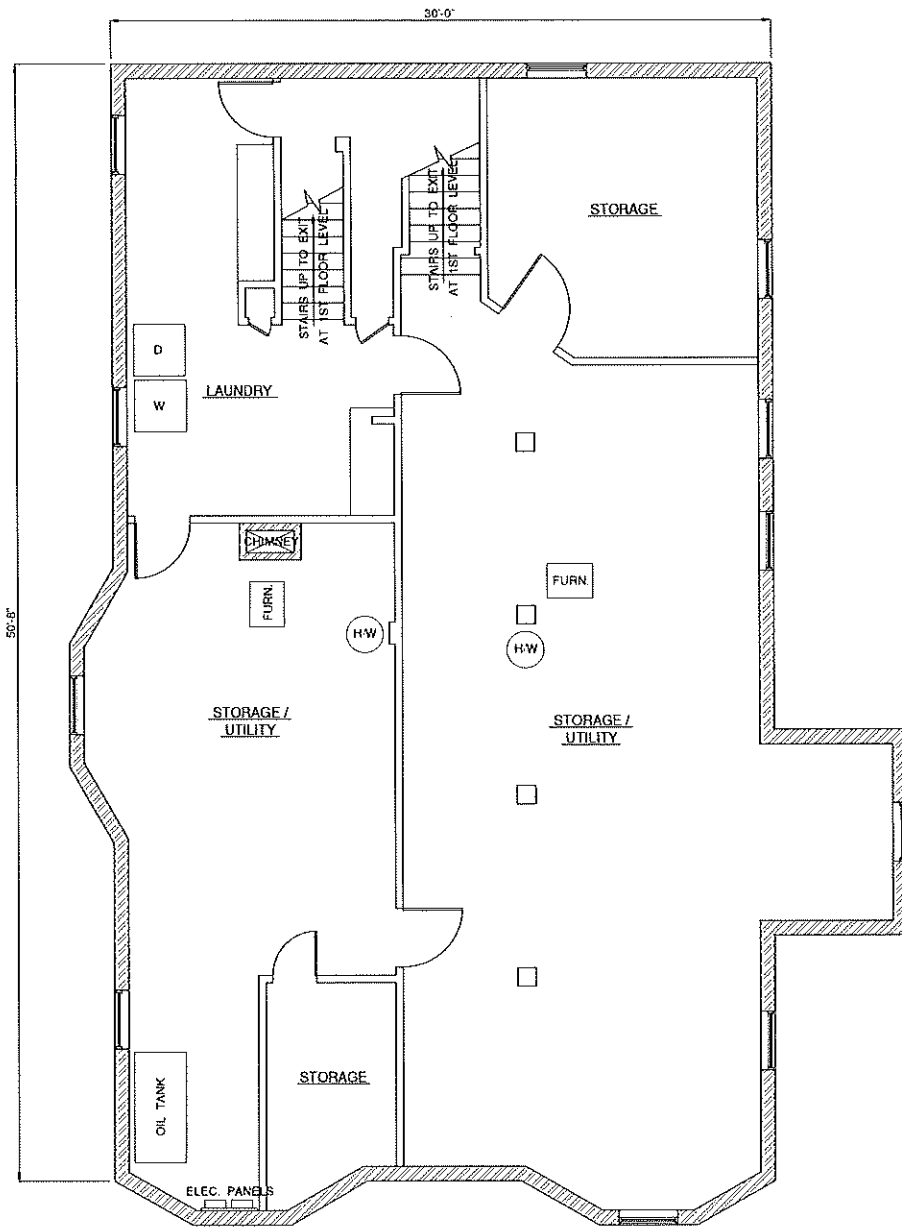 30'-0"
STORAGE
STAIRS UP TO EXIT
AT 1ST FLOOR LEVEL
STAIRS UP TO EXIT
AT 1ST FLOOR LEVEL
D
W
LAUNDRY
CHIMNEY
FURN.
FURN.
H/W
H/W
50'-8"
STORAGE /
UTILITY
STORAGE /
UTILITY
STORAGE
OIL TANK
ELEC. PANELS